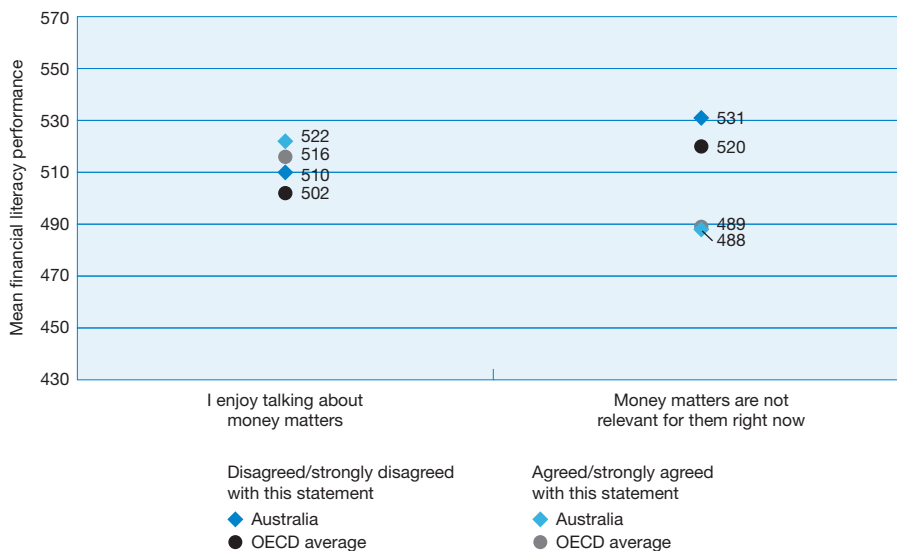 570
550
530
510
490
470
450
430
Mean financial literacy performance
522
516
510
502
531
520
489
488
I enjoy talking about
money matters
Money matters are not
relevant for them right now
Disagreed/strongly disagreed
with this statement
Australia
OECD average
Agreed/strongly agreed
with this statement
Australia
OECD average